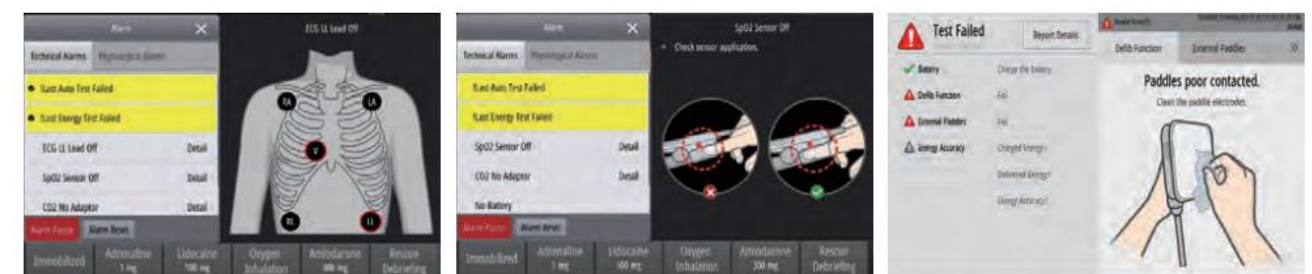 Alarm
Technical Alarms Physiological Alarms
!Last Auto Test Failed
!Last Energy Test Failed
ECG LL Lead Off Detail
SpO2 Sensor Off Detail
CO2 No Adaptor Detail
Alarm Pause Alarm Reset
ECG LL Lead Off
RA
LA
V
RL
LL
Immobilized
Adrenaline
1 mg
Lidocaine
100 mg
Oxygen
Inhalation
Amiodarone
300 mg
Rescue
Debriefing
Alarm
Technical Alarms Physiological Alarms
!Last Auto Test Failed
!Last Energy Test Failed
SpO2 Sensor Off Detail
CO2 No Adaptor Detail
No Battery
Alarm Pause Alarm Reset
SpO2 Sensor Off
Check sensor application.
Immobilized
Adrenaline
1 mg
Lidocaine
100 mg
Oxygen
Inhalation
Amiodarone
300 mg
Rescue
Debriefing
Test Failed Report Details
Battery Charge the battery
Defib Function Fail
External Paddles Fail
Energy Accuracy Charged Energy:
Delivered Energy:
Energy Accuracy:
Defib Function External Paddles
Paddles poor contacted.
Clean the paddle electrodes.